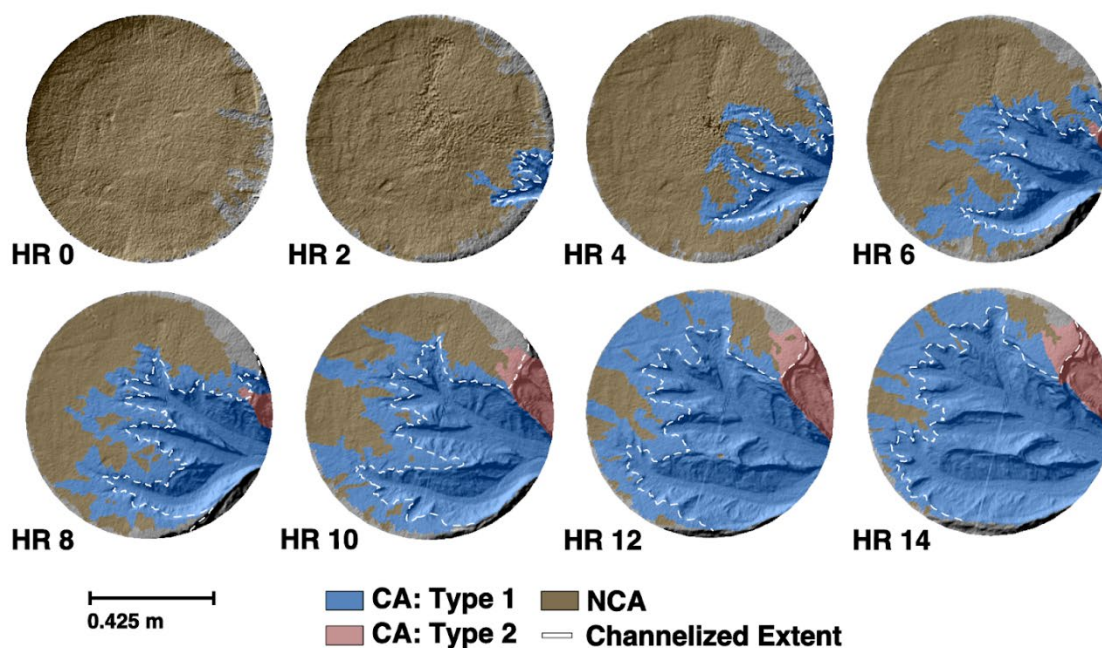 HR 0
HR 2
HR 4
HR 6
HR 8
HR 10
HR 12
HR 14
0.425 m
CA: Type 1
NCA
CA: Type 2
Channelized Extent